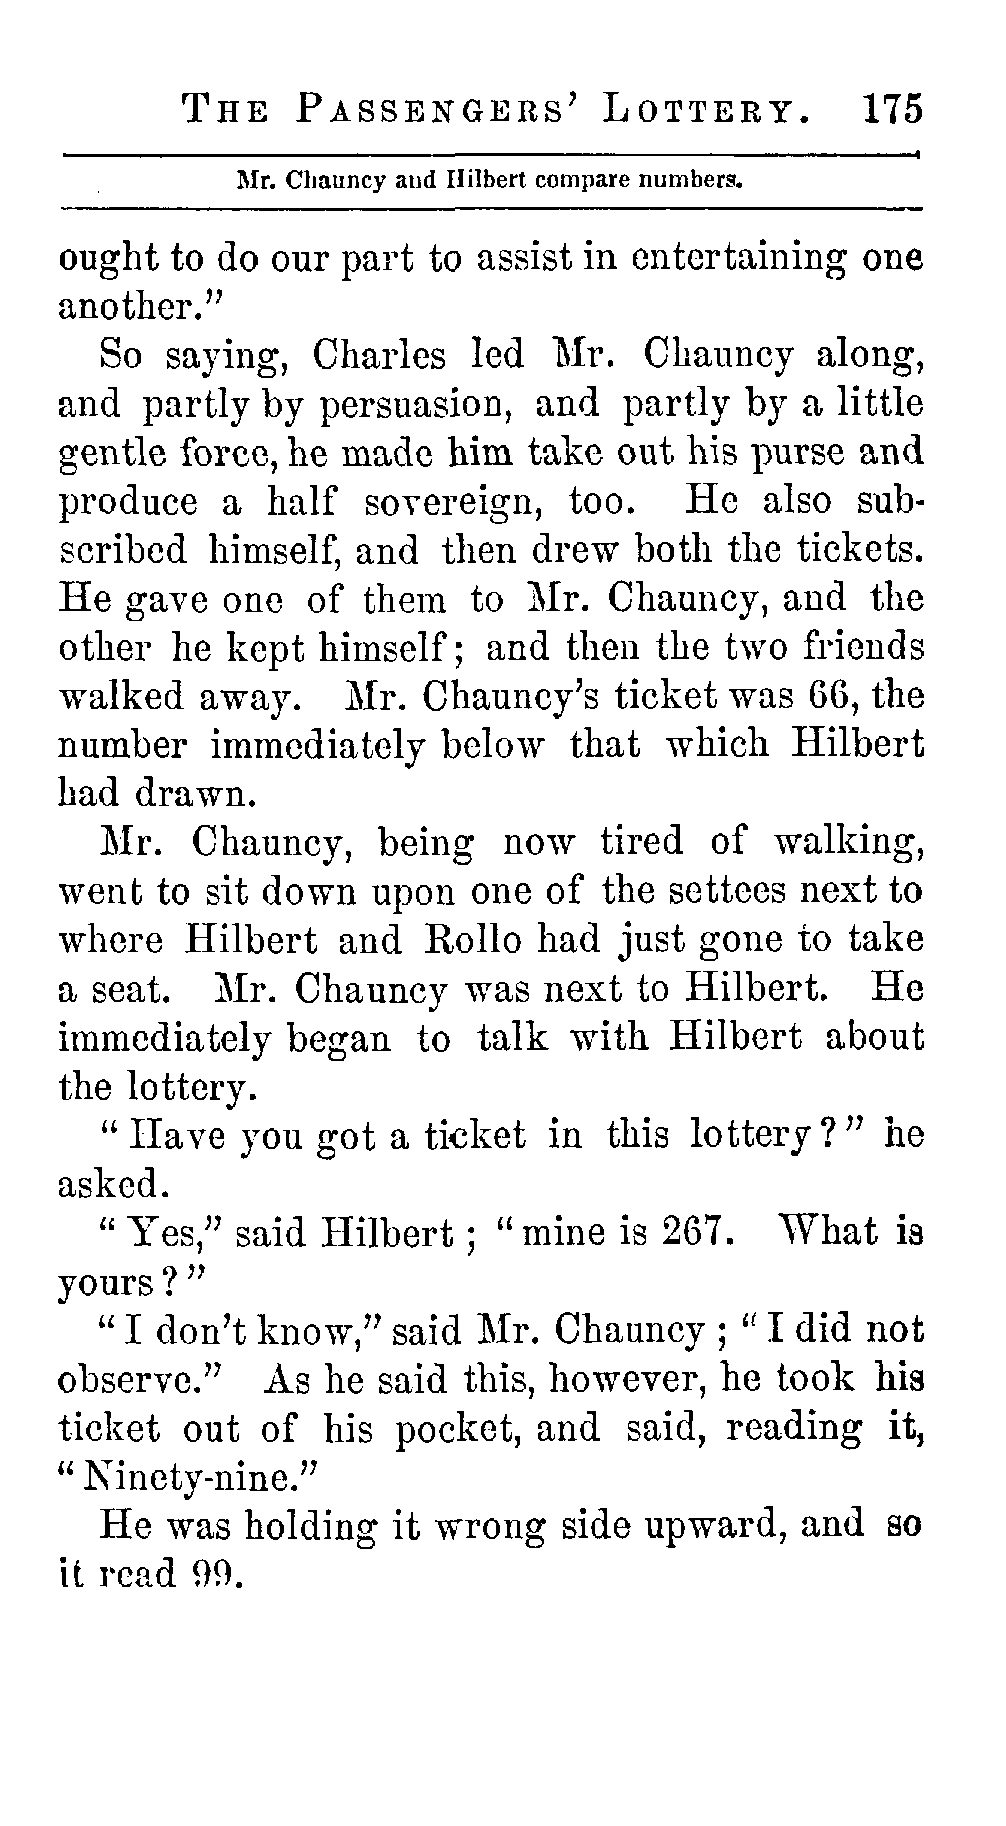 THE PASSENGERS' LOTTERY. 175
Mr. Chauncy and Hilbert compare numbers.
ought to do our part to assist in entertaining one
another.”
So saying, Charles led Mr. Chauncy along,
and partly by persuasion, and partly by a little
gentle force, he made him take out his purse and
produce a half sovereign, too. He also sub-
scribed himself, and then drew both the tickets.
He gave one of them to Mr. Chauncy, and the
other he kept himself; and then the two friends
walked away. Mr. Chauncy's ticket was 66, the
number immediately below that which Hilbert
had drawn.
Mr. Chauncy, being now tired of walking,
went to sit down upon one of the settees next to
where Hilbert and Rollo had just gone to take
a seat. Mr. Chauncy was next to Hilbert. He
immediately began to talk with Hilbert about
the lottery.
“Have you got a ticket in this lottery?” he
asked.
“Yes,” said Hilbert; “mine is 267. What is
yours?”
“I don't know,” said Mr. Chauncy; “I did not
observe.” As he said this, however, he took his
ticket out of his pocket, and said, reading it,
“Ninety-nine.”
He was holding it wrong side upward, and so
it read 99.